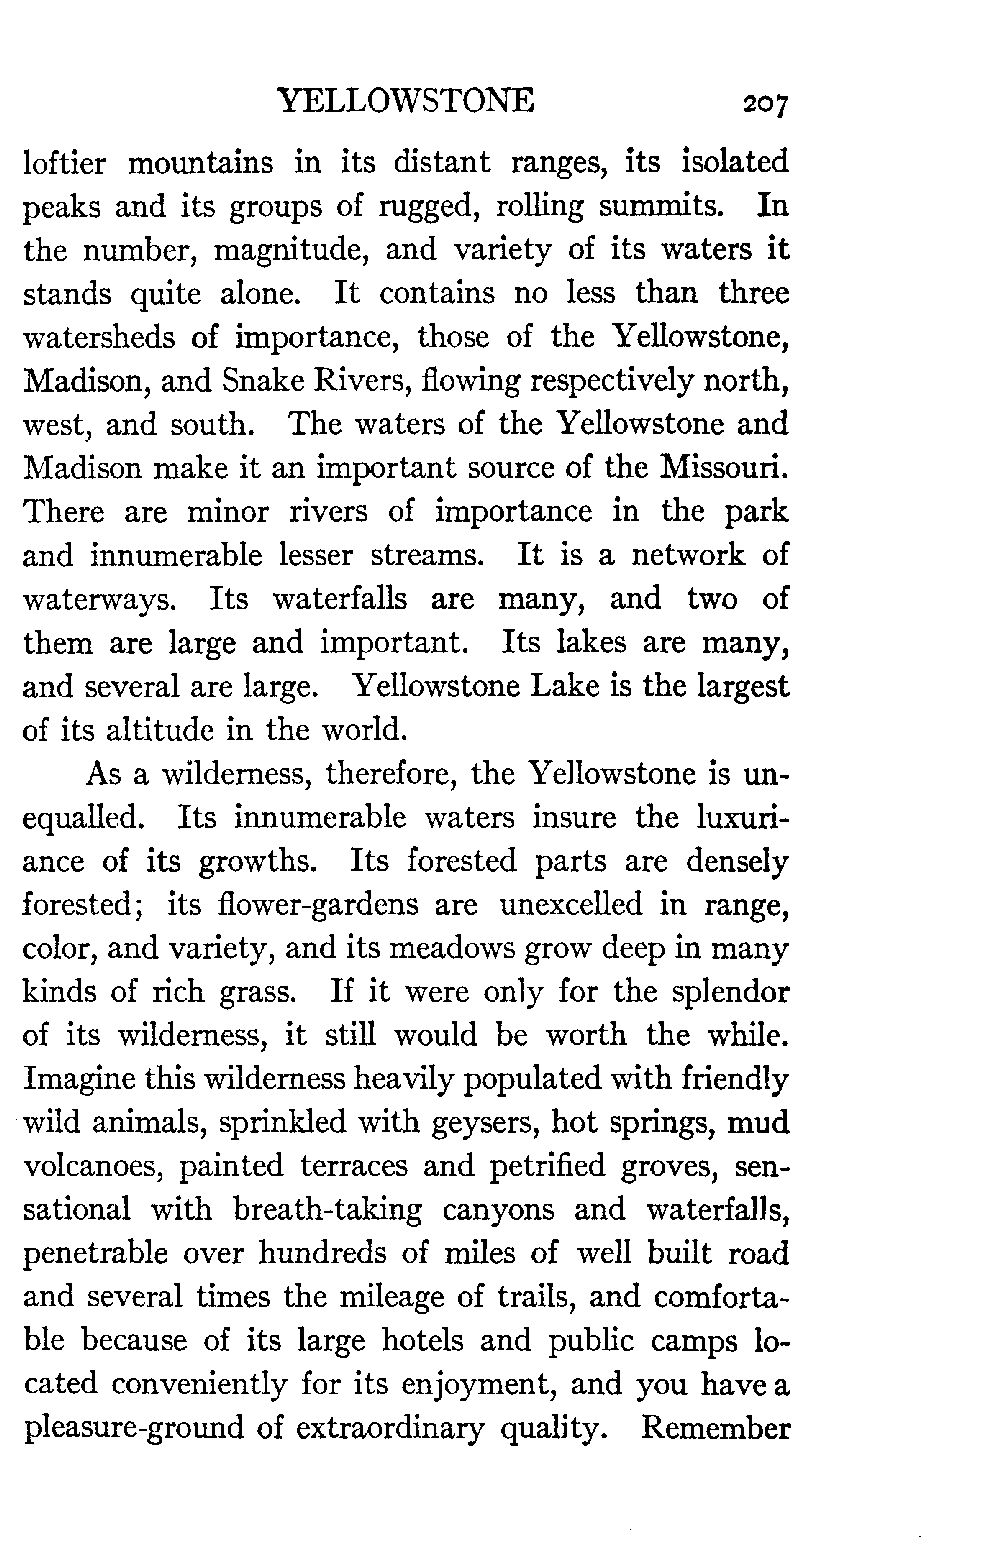 YELLOWSTONE 207
loftier mountains in its distant ranges, its isolated
peaks and its groups of rugged, rolling summits. In
the number, magnitude, and variety of its waters it
stands quite alone. It contains no less than three
watersheds of importance, those of the Yellowstone,
Madison, and Snake Rivers, flowing respectively north,
west, and south. The waters of the Yellowstone and
Madison make it an important source of the Missouri.
There are minor rivers of importance in the park
and innumerable lesser streams. It is a network of
waterways. Its waterfalls are many, and two of
them are large and important. Its lakes are many,
and several are large. Yellowstone Lake is the largest
of its altitude in the world.
As a wilderness, therefore, the Yellowstone is un-
equalled. Its innumerable waters insure the luxuri-
ance of its growths. Its forested parts are densely
forested; its flower-gardens are unexcelled in range,
color, and variety, and its meadows grow deep in many
kinds of rich grass. If it were only for the splendor
of its wilderness, it still would be worth the while.
Imagine this wilderness heavily populated with friendly
wild animals, sprinkled with geysers, hot springs, mud
volcanoes, painted terraces and petrified groves, sen-
sational with breath-taking canyons and waterfalls,
penetrable over hundreds of miles of well built road
and several times the mileage of trails, and comforta-
ble because of its large hotels and public camps lo-
cated conveniently for its enjoyment, and you have a
pleasure-ground of extraordinary quality. Remember